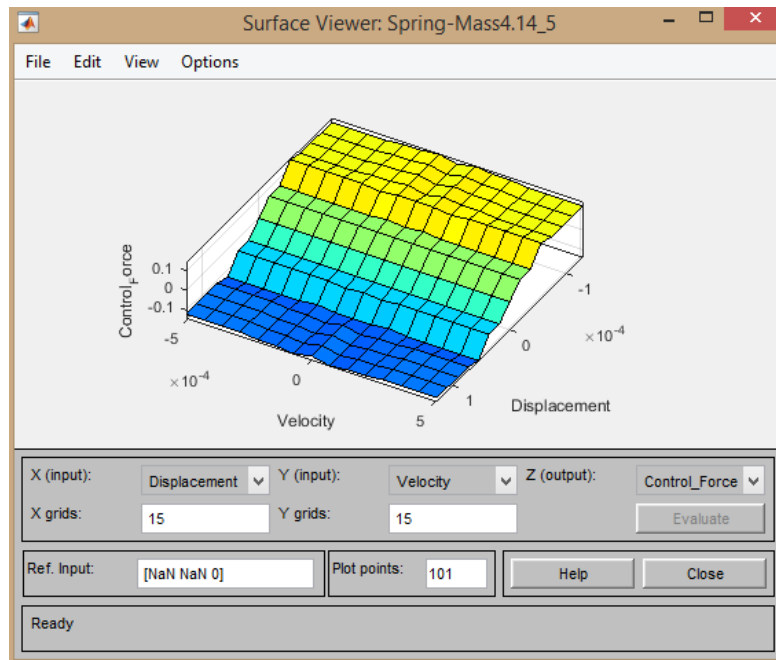 Surface Viewer: Spring-Mass4.14_5
File Edit View Options
Control_Force
0.1
0
-0.1
-5
×10^-4
0
5
Velocity
-1
0
1
×10^-4
Displacement
X (input): Displacement Y (input): Velocity Z (output): Control_Force
X grids: 15 Y grids: 15 Evaluate
Ref. Input: [NaN NaN 0] Plot points: 101 Help Close
Ready